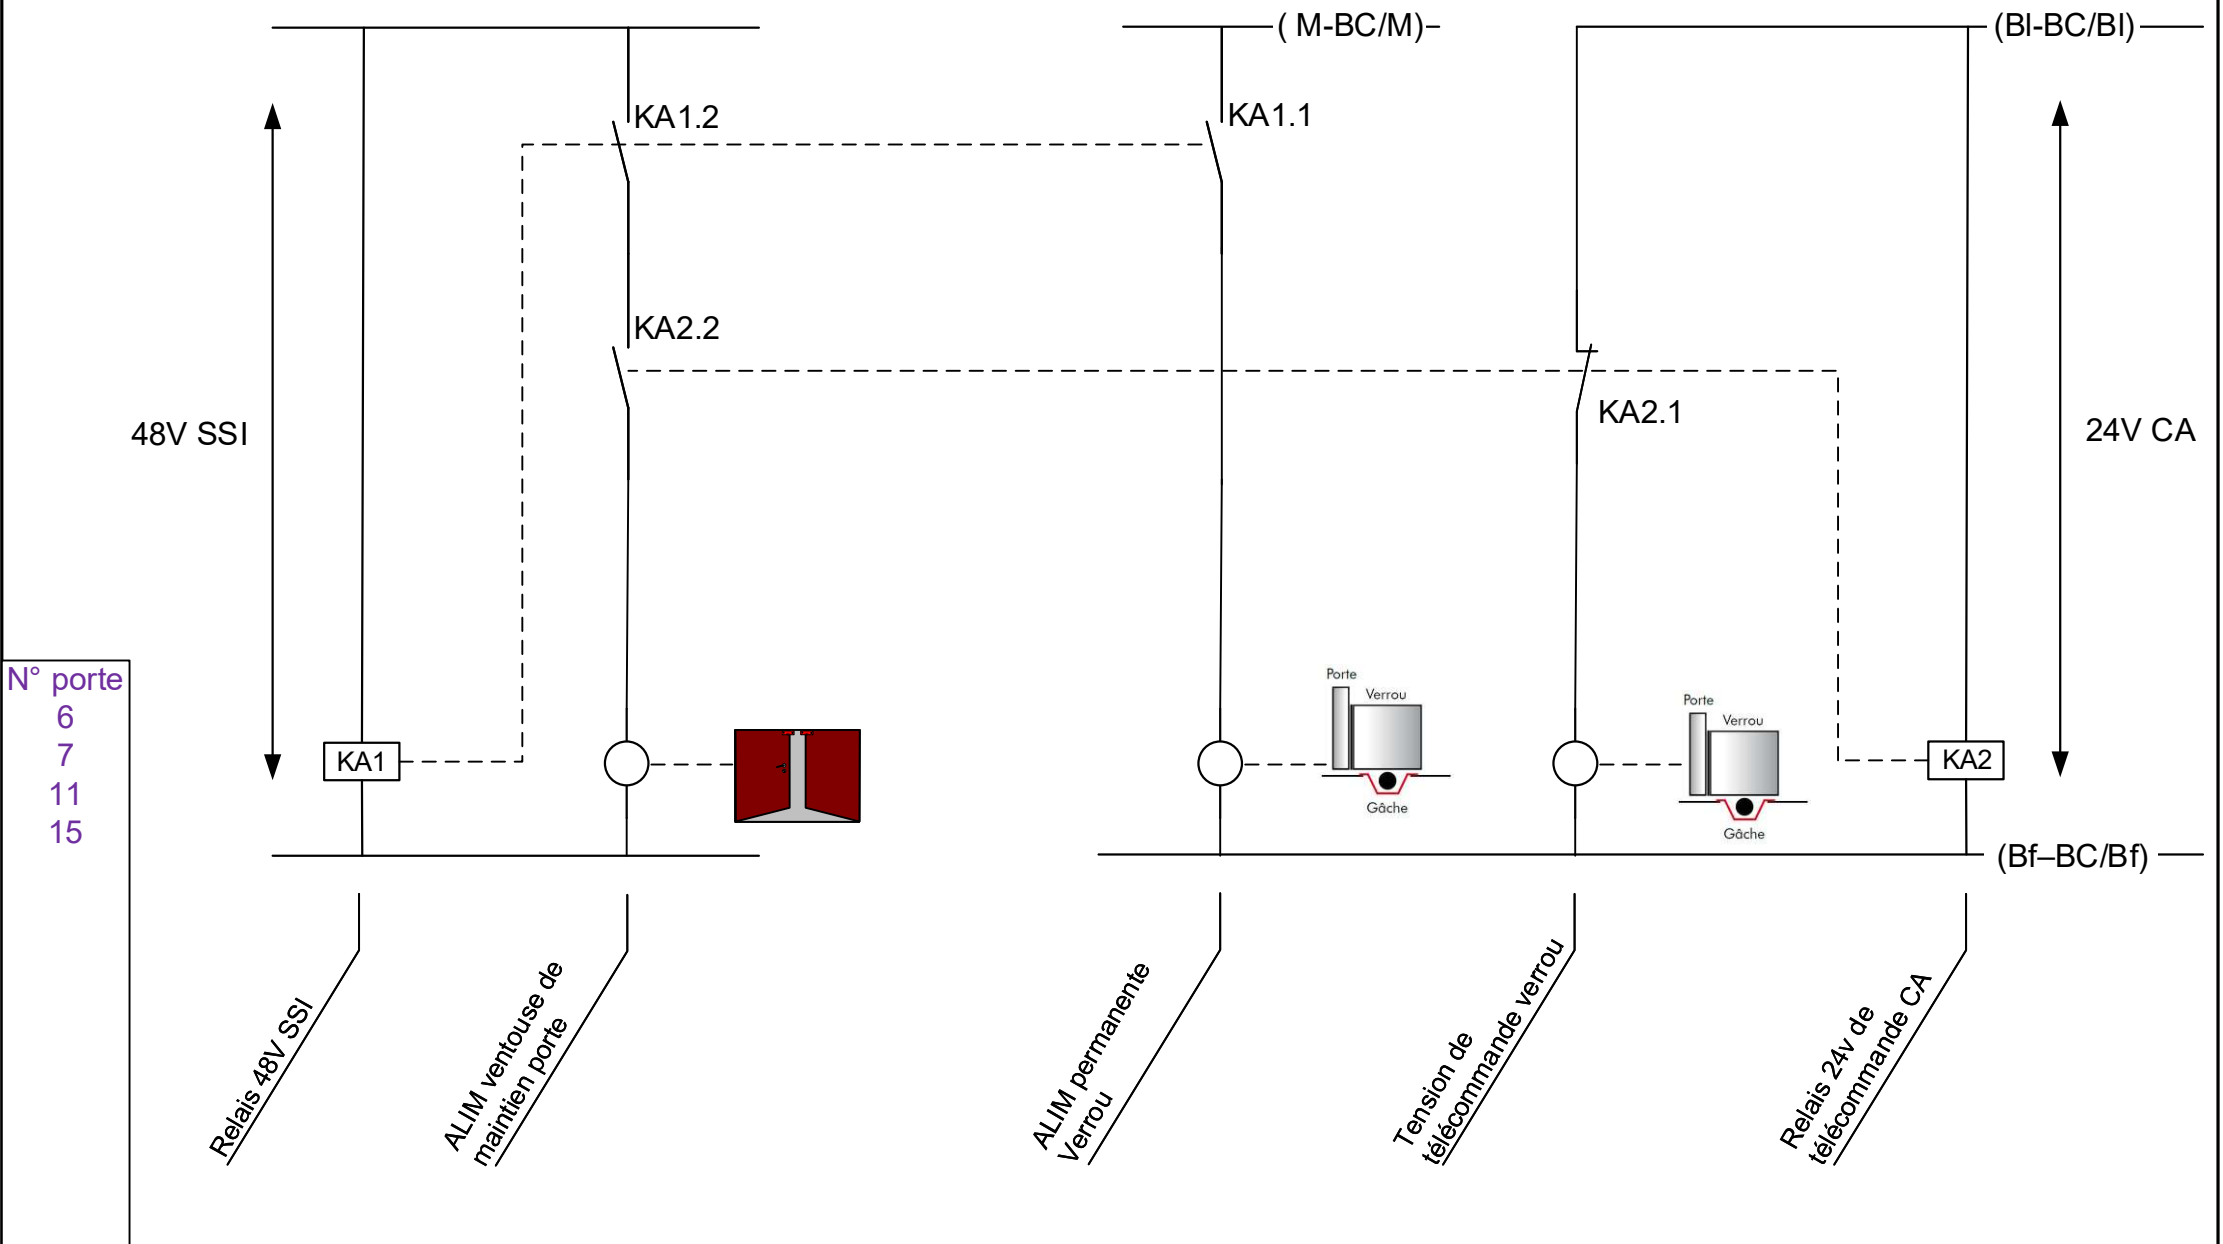 ( M-BC/M)
(Bl-BC/Bl)
KA1.2
KA1.1
KA2.2
KA2.1
48V SSI
24V CA
N° porte
6
7
11
15
KA1
Porte
Verrou
Gâche
Porte
Verrou
Gâche
KA2
(Bf–BC/Bf)
Relais 48V SSI
ALIM ventouse de
maintien porte
ALIM permanente
Verrou
Tension de
télécommande verrou
Relais 24v de
télécommande CA